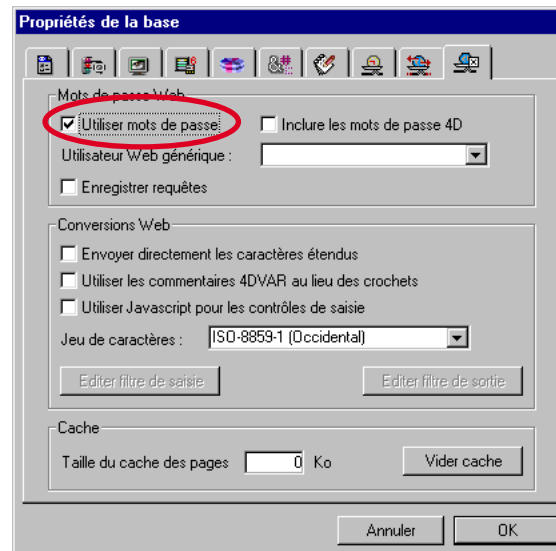 Propriétés de la base
Mots de passe Web
Utiliser mots de passe
Inclure les mots de passe 4D
Utilisateur Web générique :
Enregistrer requêtes
Conversions Web
Envoyer directement les caractères étendus
Utiliser les commentaires 4DVAR au lieu des crochets
Utiliser Javascript pour les contrôles de saisie
Jeu de caractères : ISO-8859-1 (Occidental)
Editer filtre de saisie
Editer filtre de sortie
Cache
Taille du cache des pages 0 Ko
Vider cache
Annuler
OK